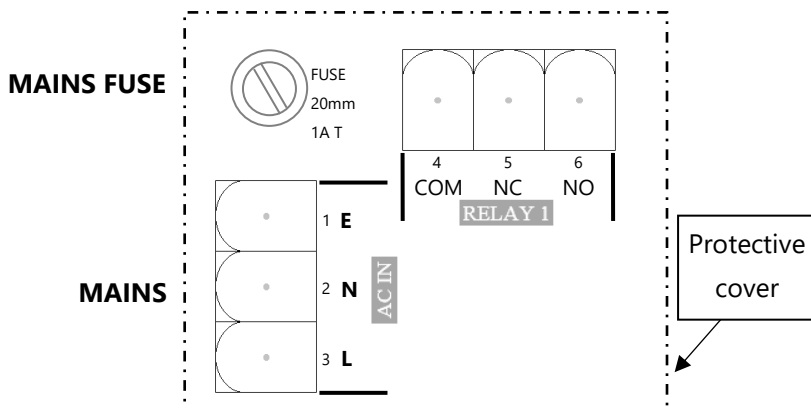 MAINS FUSE
FUSE
20mm
1A T
4 5 6
COM NC NO
RELAY 1
MAINS
1 E
2 N
3 L
AC IN
Protective
cover